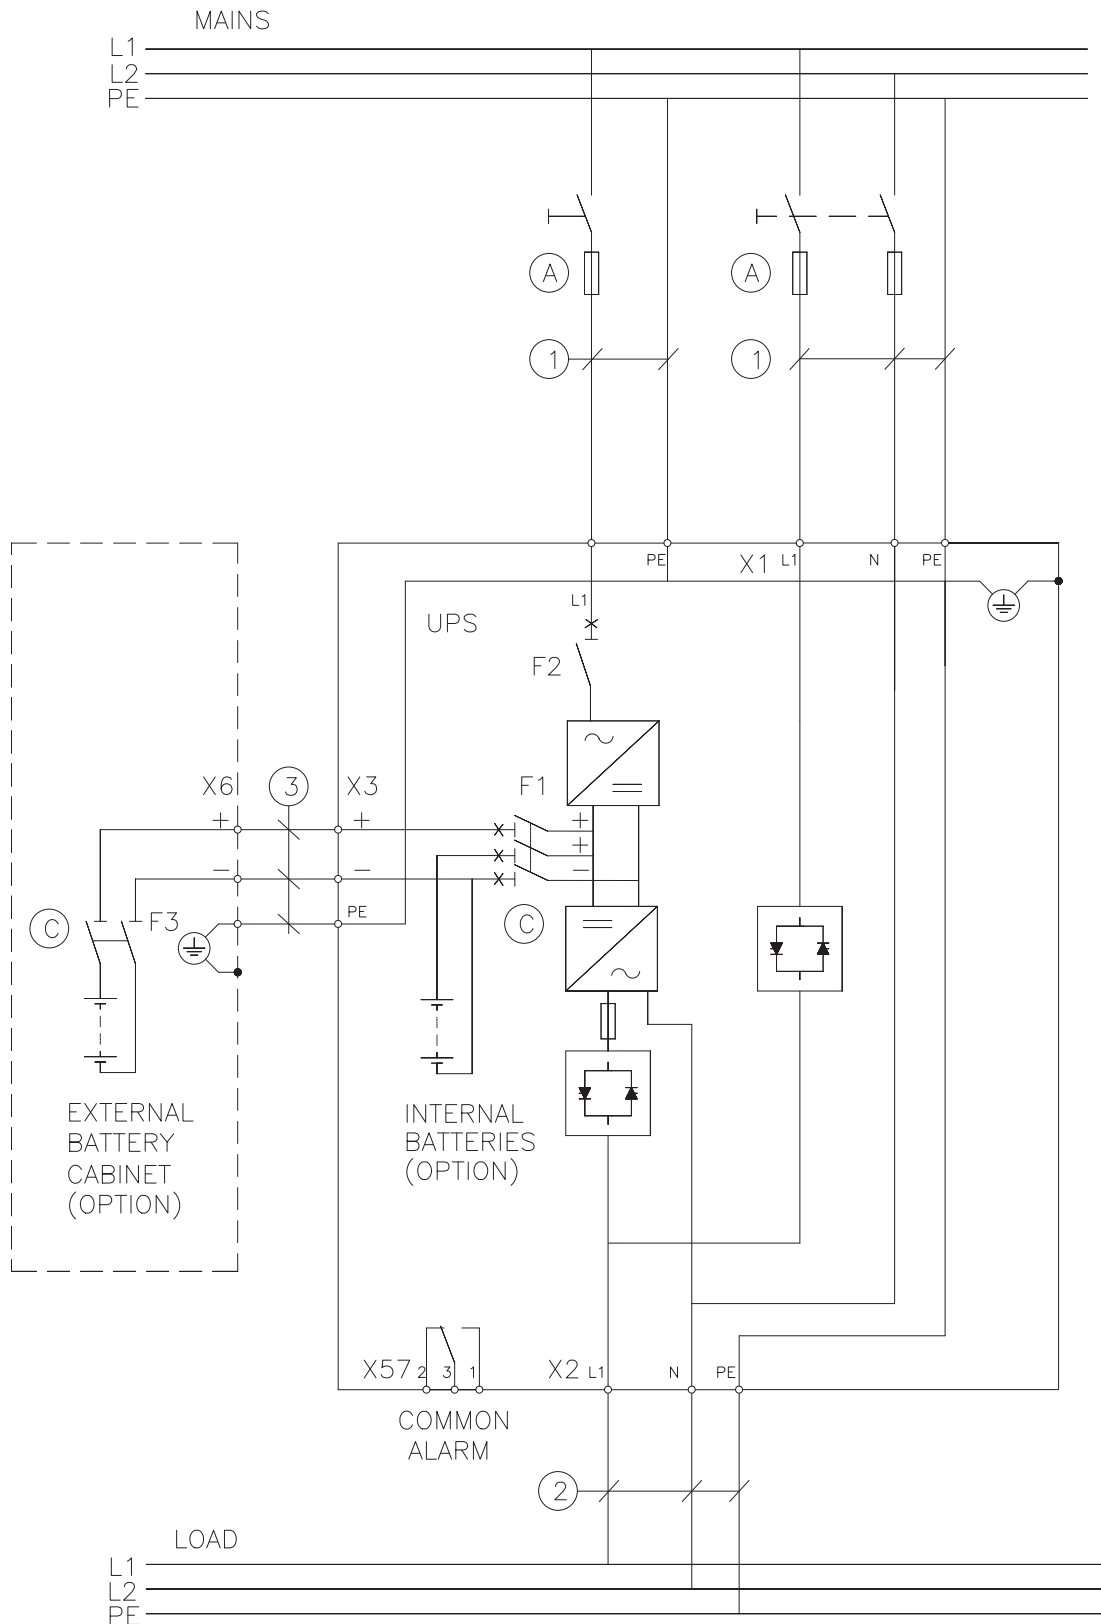 MAINS
L1
L2
PE
A
A
1
1
PE
X1
L1
N
PE
L1
UPS
F2
X6
3
X3
F1
+
+
+
+
-
-
-
PE
C
F3
C
EXTERNAL
BATTERY
CABINET
(OPTION)
INTERNAL
BATTERIES
(OPTION)
X57
2
3
1
X2
L1
N
PE
COMMON
ALARM
2
LOAD
L1
L2
PE